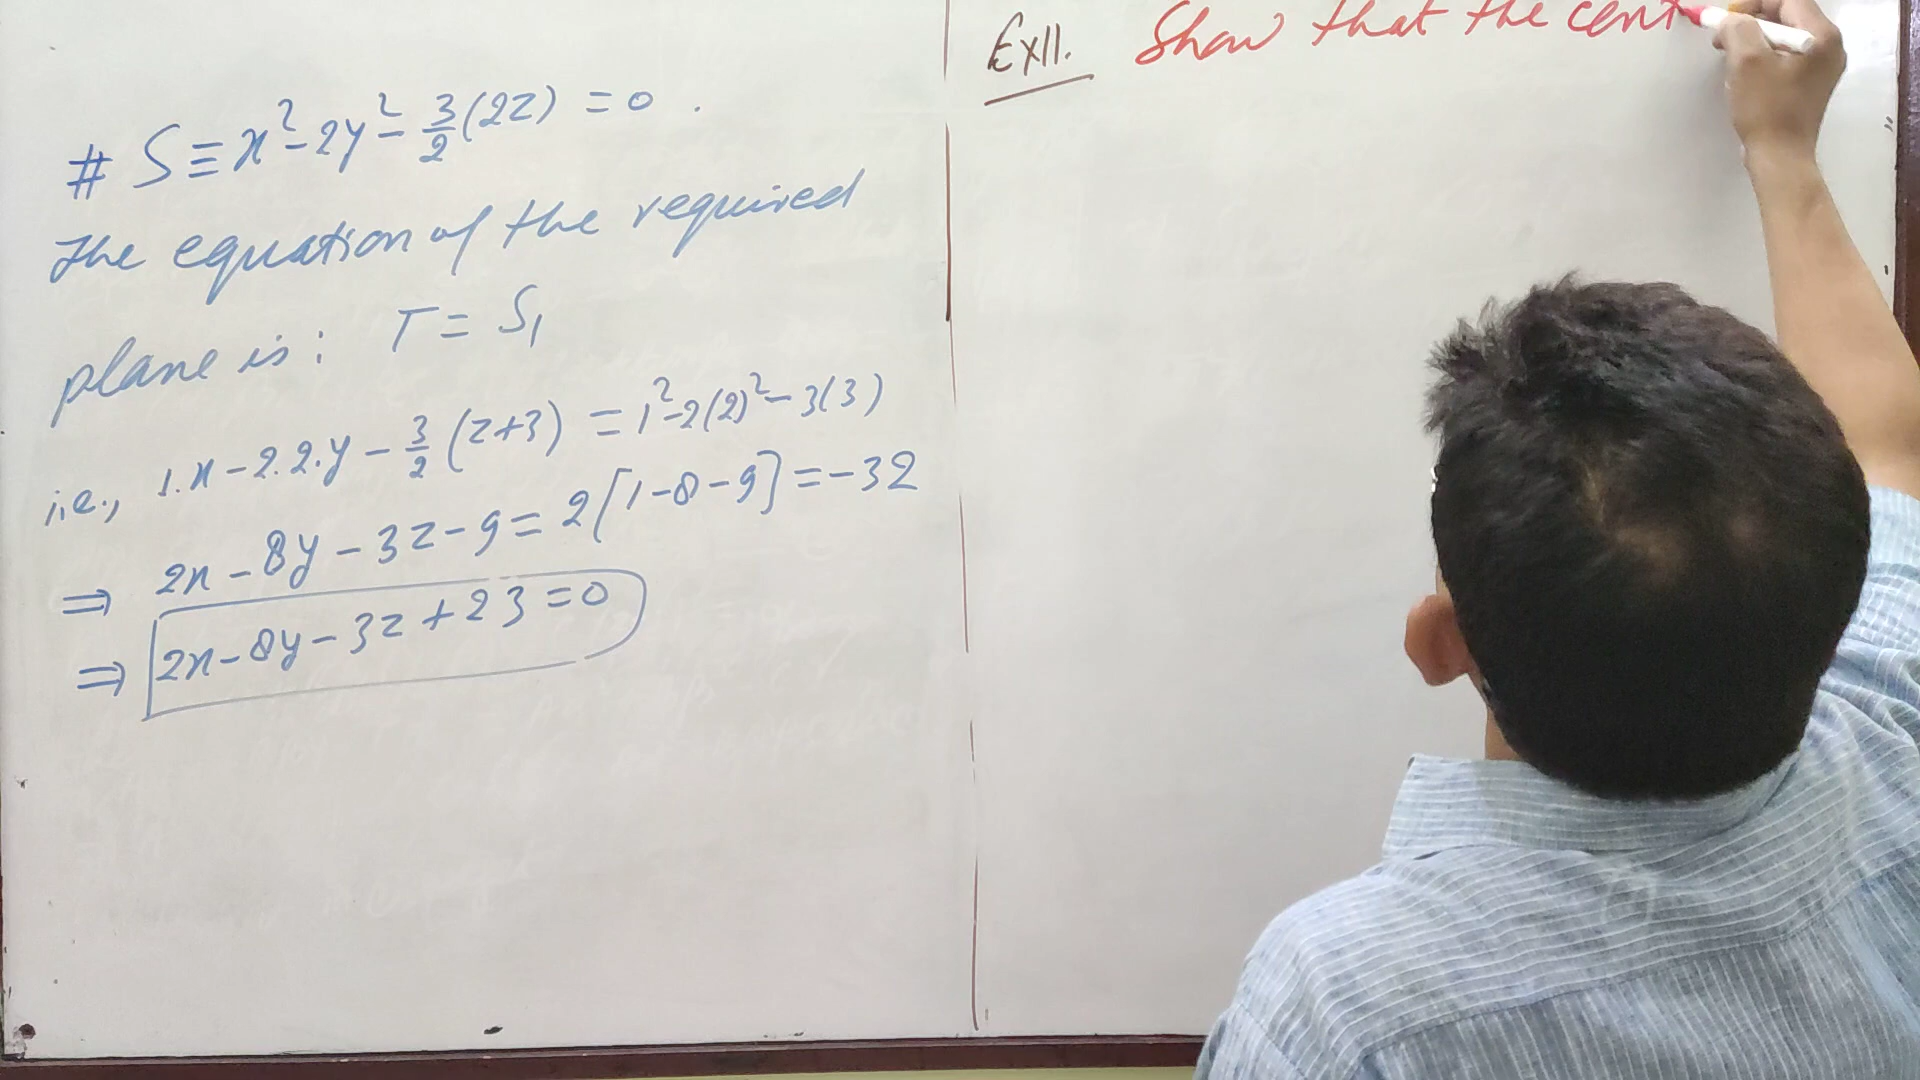 # S ≡ x² - 2y² - 3/2 (2z) = 0 .
The equation of the required
plane is : T = S₁
i.e., 1.x - 2.2.y - 3/2 (z+3) = 1² - 2(2)² - 3(3)
⇒ 2x - 8y - 3z - 9 = 2[1-8-9] = -32
⇒ 2x - 8y - 3z + 23 = 0
Ex11. Show that the cent